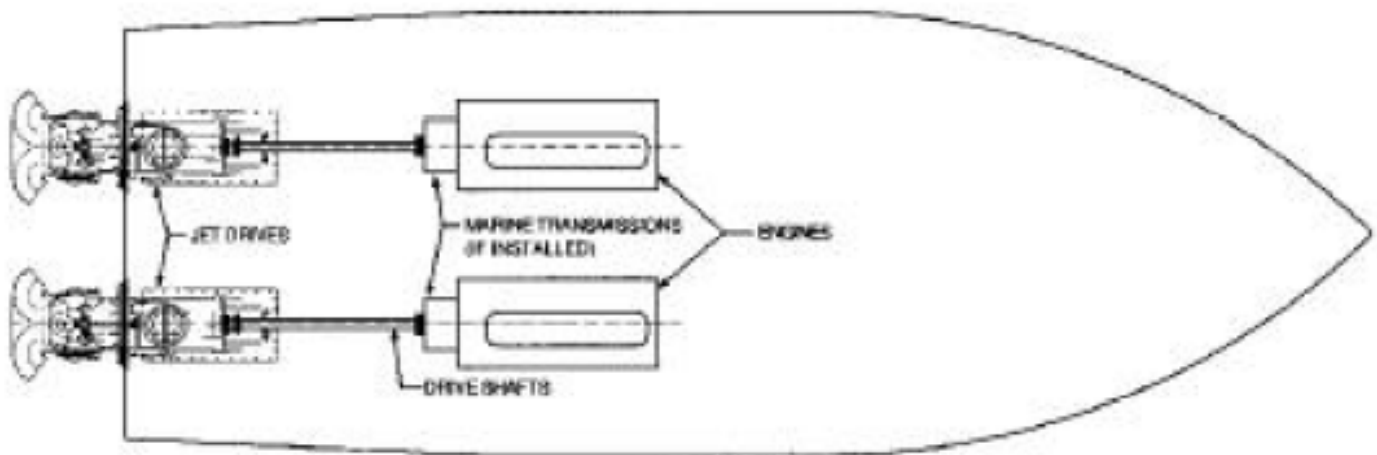 JET DRIVES
MARINE TRANSMISSIONS
(IF INSTALLED)
ENGINES
DRIVE SHAFTS